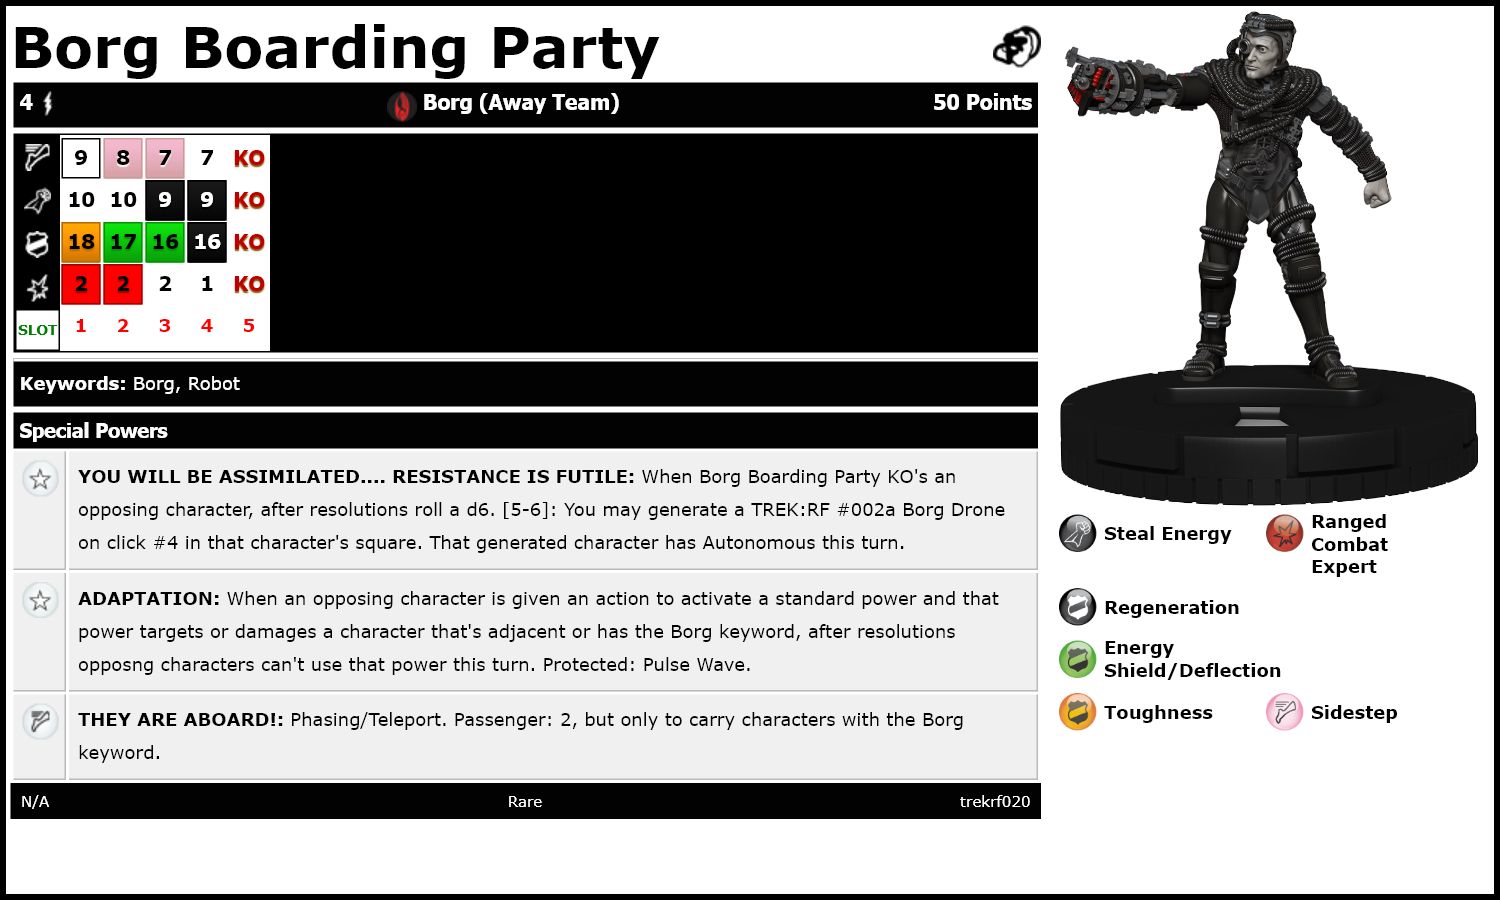 Borg Boarding Party
4 Borg (Away Team) 50 Points
9 8 7 7 KO
10 10 9 9 KO
18 17 16 16 KO
2 2 2 1 KO
SLOT 1 2 3 4 5
Keywords: Borg, Robot
Special Powers
YOU WILL BE ASSIMILATED.... RESISTANCE IS FUTILE: When Borg Boarding Party KO's an
opposing character, after resolutions roll a d6. [5-6]: You may generate a TREK:RF #002a Borg Drone
on click #4 in that character's square. That generated character has Autonomous this turn.
ADAPTATION: When an opposing character is given an action to activate a standard power and that
power targets or damages a character that's adjacent or has the Borg keyword, after resolutions
opposng characters can't use that power this turn. Protected: Pulse Wave.
THEY ARE ABOARD!: Phasing/Teleport. Passenger: 2, but only to carry characters with the Borg
keyword.
N/A Rare trekrf020
Steal Energy
Ranged
Combat
Expert
Regeneration
Energy
Shield/Deflection
Toughness
Sidestep